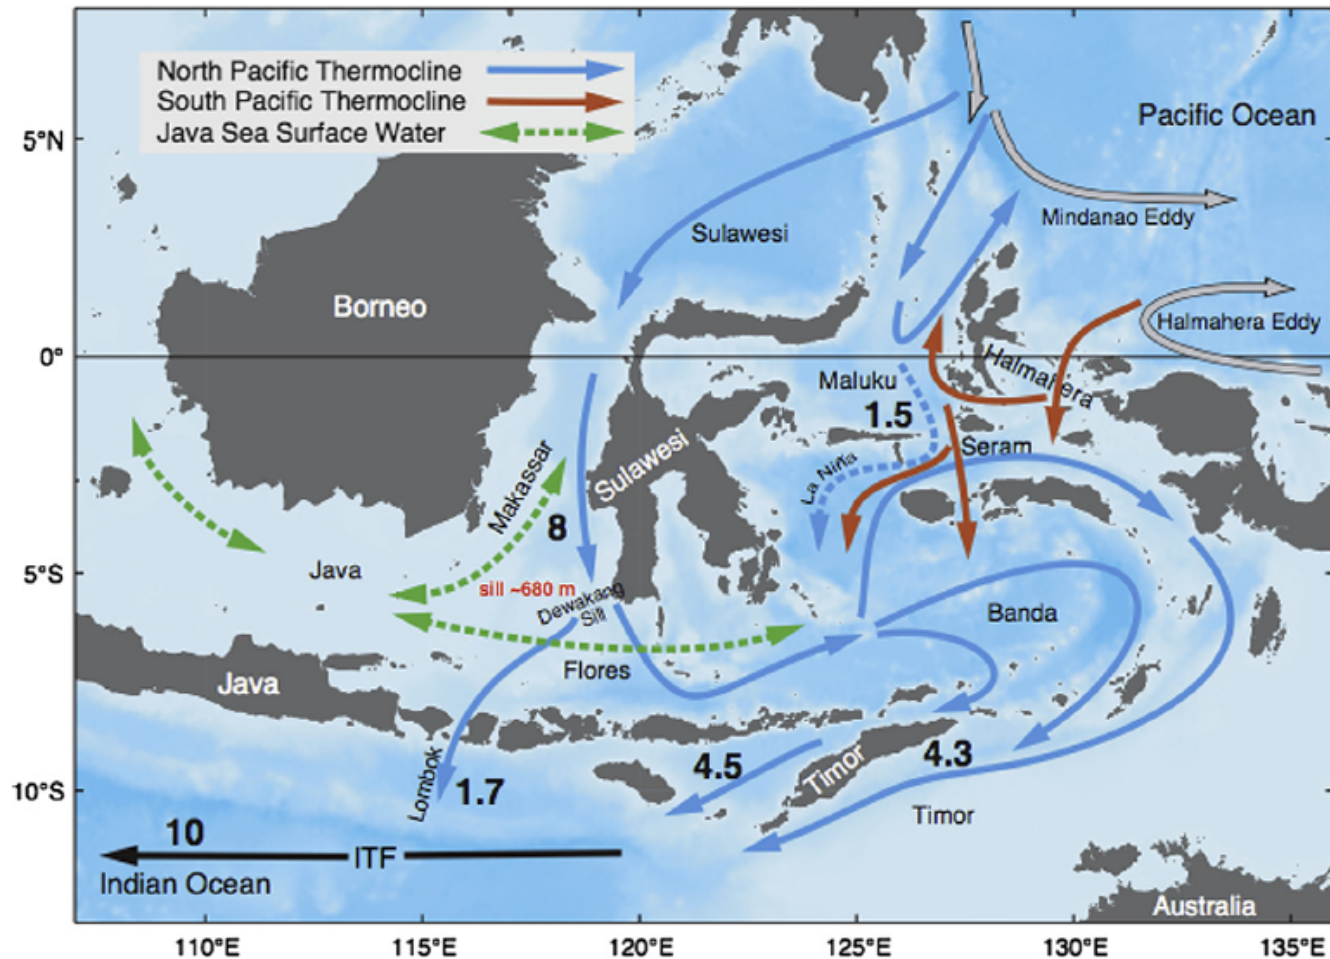 North Pacific Thermocline
South Pacific Thermocline
Java Sea Surface Water
Pacific Ocean
5°N
Mindanao Eddy
Sulawesi
Borneo
Halmahera Eddy
0°
Halmahera
Maluku
1.5
Seram
Sulawesi
La Niña
Makassar
8
5°S
Java
sill ~680 m
Dewakang
Sill
Banda
Flores
Java
4.5
Timor
4.3
10°S
Lombok
1.7
Timor
10
ITF
Indian Ocean
Australia
110°E
115°E
120°E
125°E
130°E
135°E